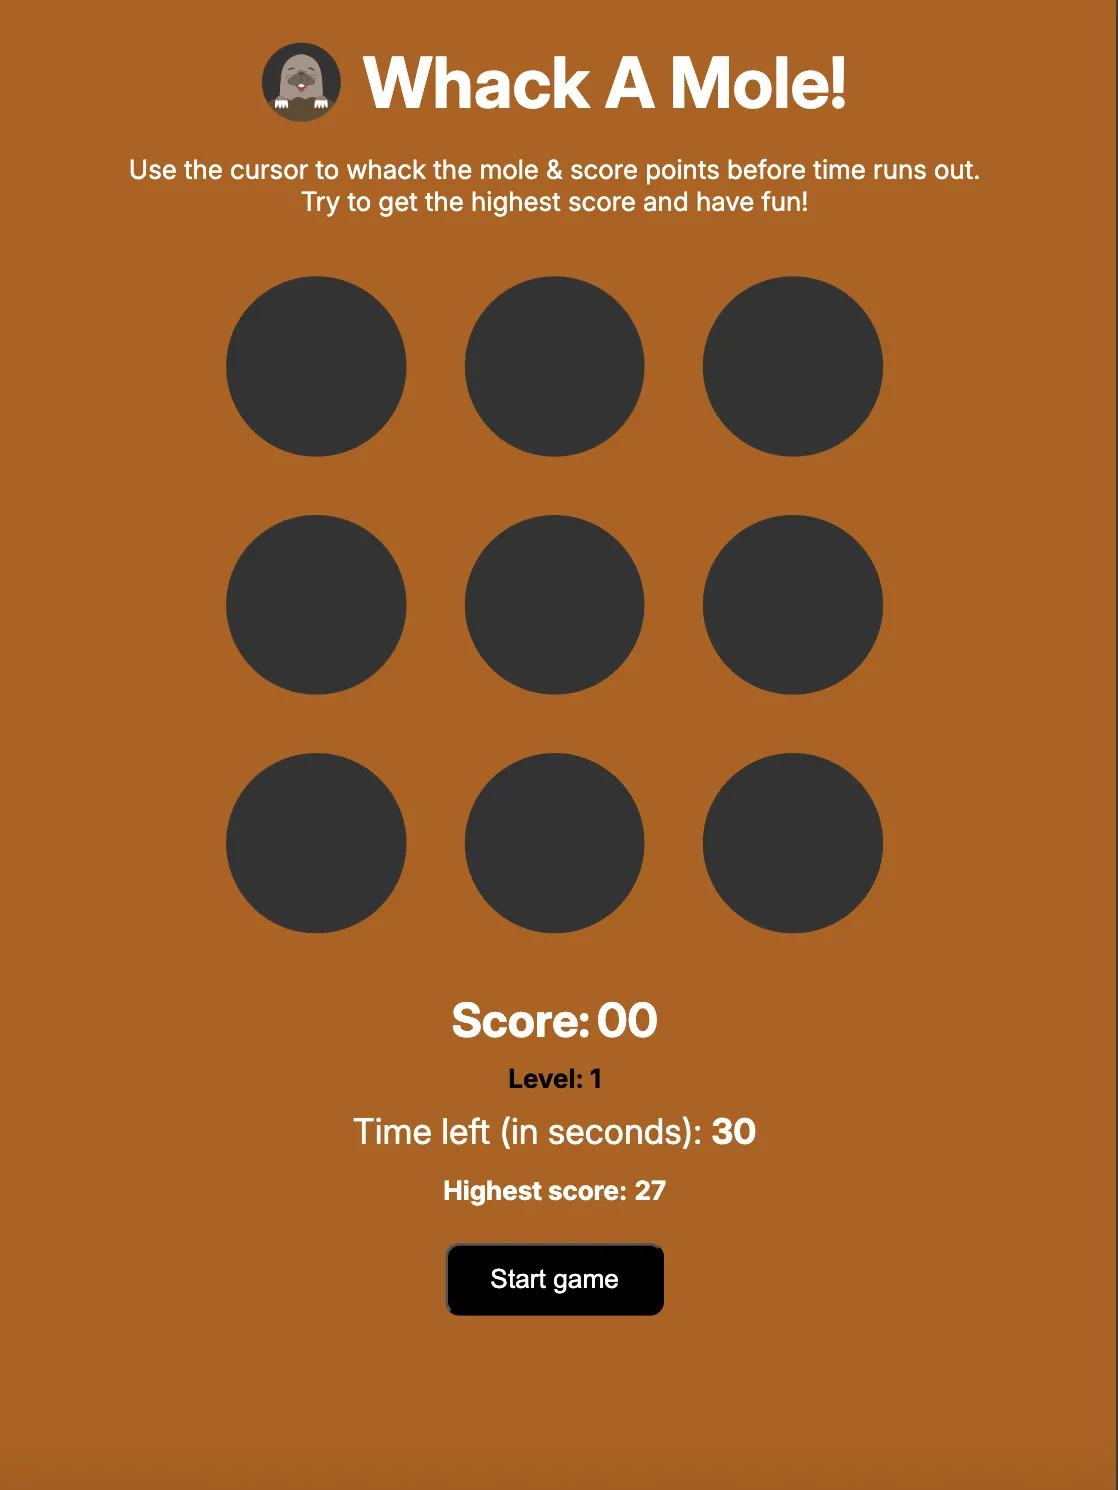 Whack A Mole!
Use the cursor to whack the mole & score points before time runs out.
Try to get the highest score and have fun!
Score: 00
Level: 1
Time left (in seconds): 30
Highest score: 27
Start game